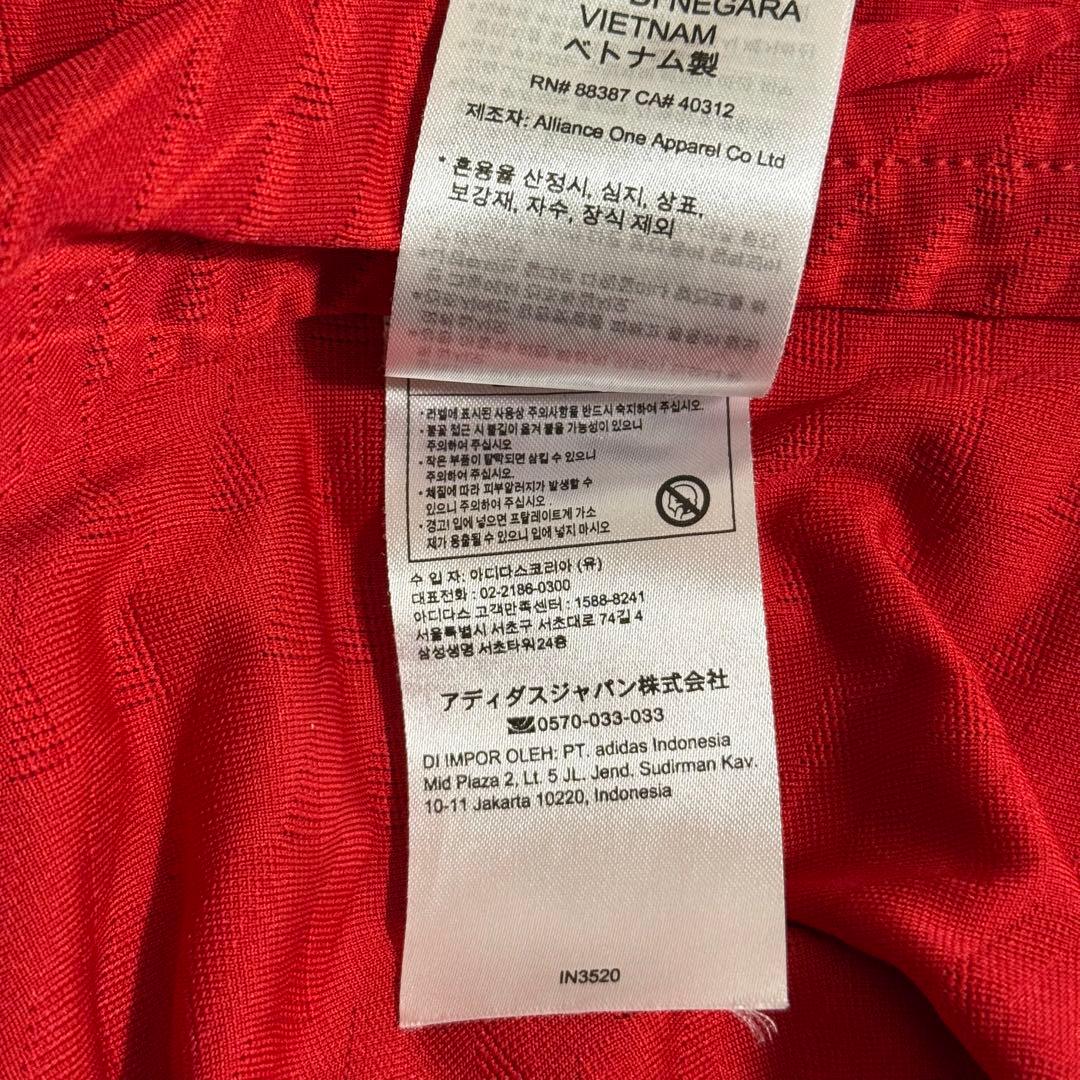 DI NEGARA
VIETNAM
ベトナム製
RN# 88387 CA# 40312
제조자: Alliance One Apparel Co Ltd
* 혼용율 산정시, 심지, 상표,
보강재, 자수, 장식 제외
• 라벨에 표시된 사용상 주의사항을 반드시 숙지하여 주십시오.
• 불꽃 접근 시 불길이 옮겨 붙을 가능성이 있으니
주의하여 주십시오
• 작은 부품이 탈락되면 삼킬 수 있으니
주의하여 주십시오.
• 체질에 따라 피부알러지가 발생할 수
있으니 주의하여 주십시오 .
• 경고! 입에 넣으면 프탈레이트계 가소
제가 용출될 수 있으니 입에 넣지 마시오
수 입 자: 아디다스코리아 (유)
대표전화 : 02-2186-0300
아디다스 고객만족센터 : 1588-8241
서울특별시 서초구 서초대로 74길 4
삼성생명 서초타워 24층
アディダスジャパン株式会社
0570-033-033
DI IMPOR OLEH: PT. adidas Indonesia
Mid Plaza 2, Lt. 5 JL. Jend. Sudirman Kav.
10-11 Jakarta 10220, Indonesia
IN3520